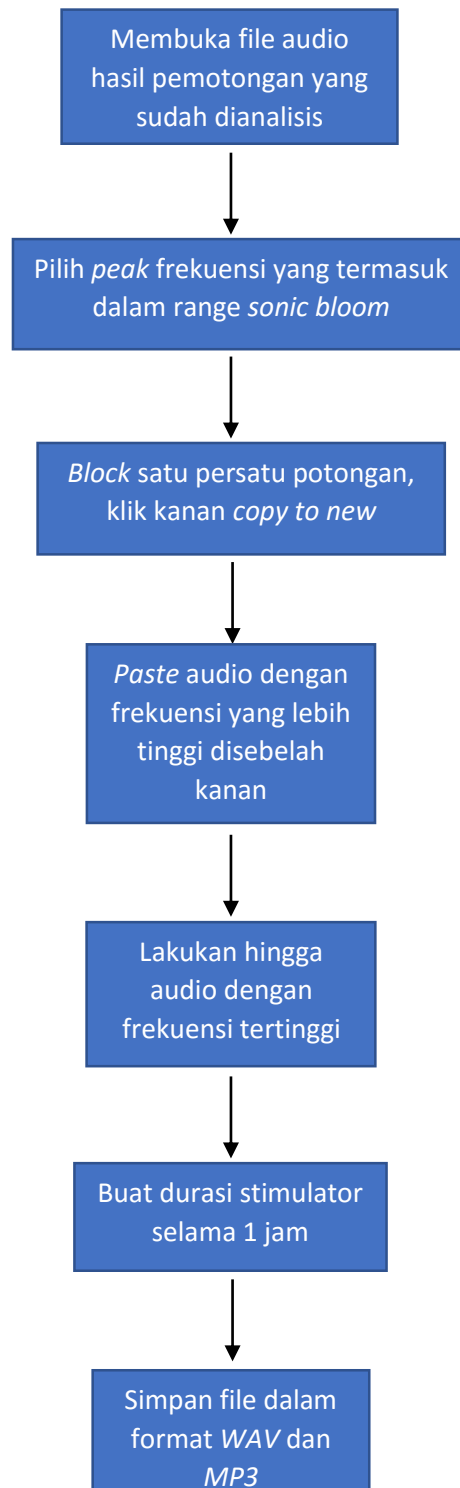 Membuka file audio
hasil pemotongan yang
sudah dianalisis
Pilih peak frekuensi yang termasuk
dalam range sonic bloom
Block satu persatu potongan,
klik kanan copy to new
Paste audio dengan
frekuensi yang lebih
tinggi disebelah
kanan
Lakukan hingga
audio dengan
frekuensi tertinggi
Buat durasi stimulator
selama 1 jam
Simpan file dalam
format WAV dan
MP3